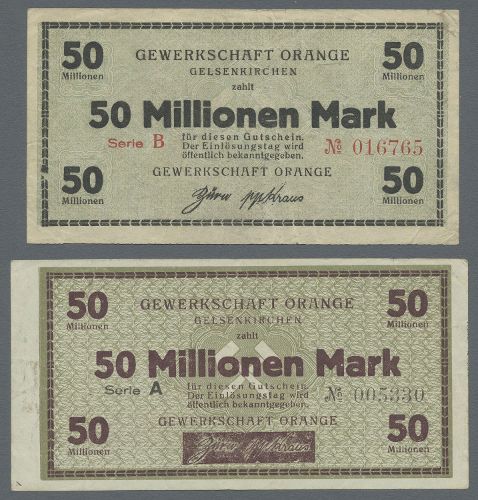 50 Millionen GEWERKSCHAFT ORANGE 50 Millionen
GELSENKIRCHEN
zahlt
50 Millionen Mark
Serie B für diesen Gutschein. № 016765
Der Einlösungstag wird
öffentlich bekanntgegeben.
50 Millionen GEWERKSCHAFT ORANGE 50 Millionen
ppKraus
50 Millionen GEWERKSCHAFT ORANGE 50 Millionen
GELSENKIRCHEN
zahlt
50 Millionen Mark
Serie A für diesen Gutschein. № 005330
Der Einlösungstag wird
öffentlich bekanntgegeben.
50 Millionen GEWERKSCHAFT ORANGE 50 Millionen
ppKraus